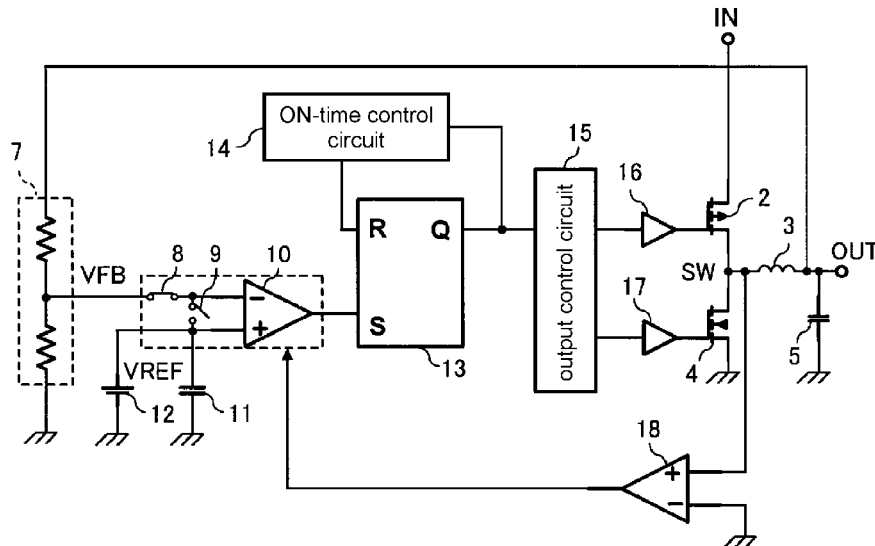 IN
ON-time control
circuit
14
15
7
16
2
output control circuit
R
Q
3
OUT
VFB
8
9
10
SW
−
+
17
S
VREF
4
5
13
12
11
18
+
−